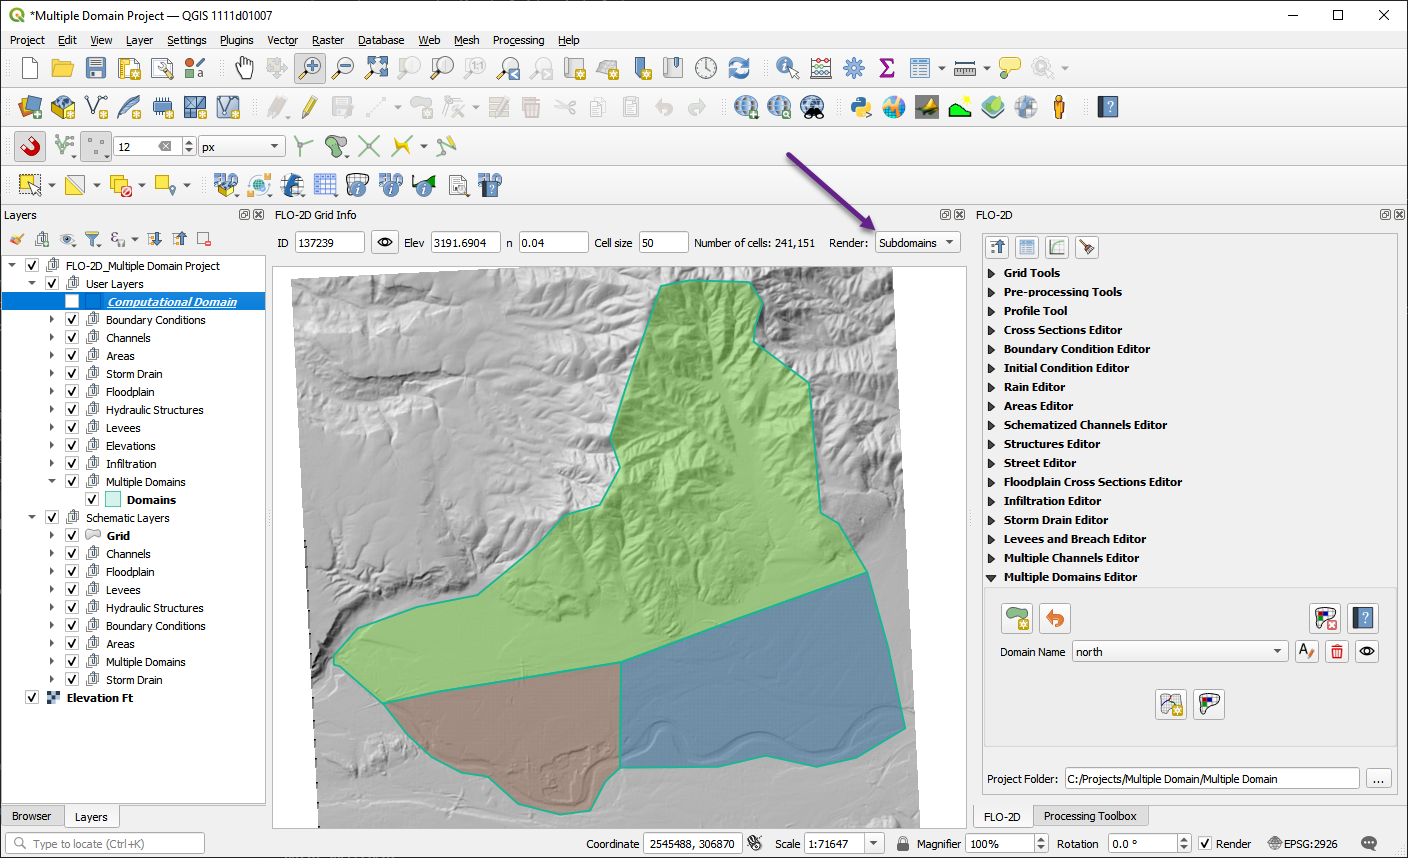 *Multiple Domain Project — QGIS 1111d01007
Project Edit View Layer Settings Plugins Vector Raster Database Web Mesh Processing Help
12 px
Layers
FLO-2D Grid Info
FLO-2D
ID 137239 Elev 3191.6904 n 0.04 Cell size 50 Number of cells: 241,151 Render: Subdomains
FLO-2D_Multiple Domain Project
User Layers
Computational Domain
Boundary Conditions
Channels
Areas
Storm Drain
Floodplain
Hydraulic Structures
Levees
Elevations
Infiltration
Multiple Domains
Domains
Schematic Layers
Grid
Channels
Floodplain
Levees
Hydraulic Structures
Boundary Conditions
Areas
Multiple Domains
Storm Drain
Elevation Ft
Grid Tools
Pre-processing Tools
Profile Tool
Cross Sections Editor
Boundary Condition Editor
Initial Condition Editor
Rain Editor
Areas Editor
Schematized Channels Editor
Structures Editor
Street Editor
Floodplain Cross Sections Editor
Infiltration Editor
Storm Drain Editor
Levees and Breach Editor
Multiple Channels Editor
Multiple Domains Editor
Domain Name north
Project Folder: C:/Projects/Multiple Domain/Multiple Domain ...
Browser Layers
FLO-2D Processing Toolbox
Type to locate (Ctrl+K) Coordinate 2545488, 306870 Scale 1:71647 Magnifier 100% Rotation 0.0 ° Render EPSG:2926